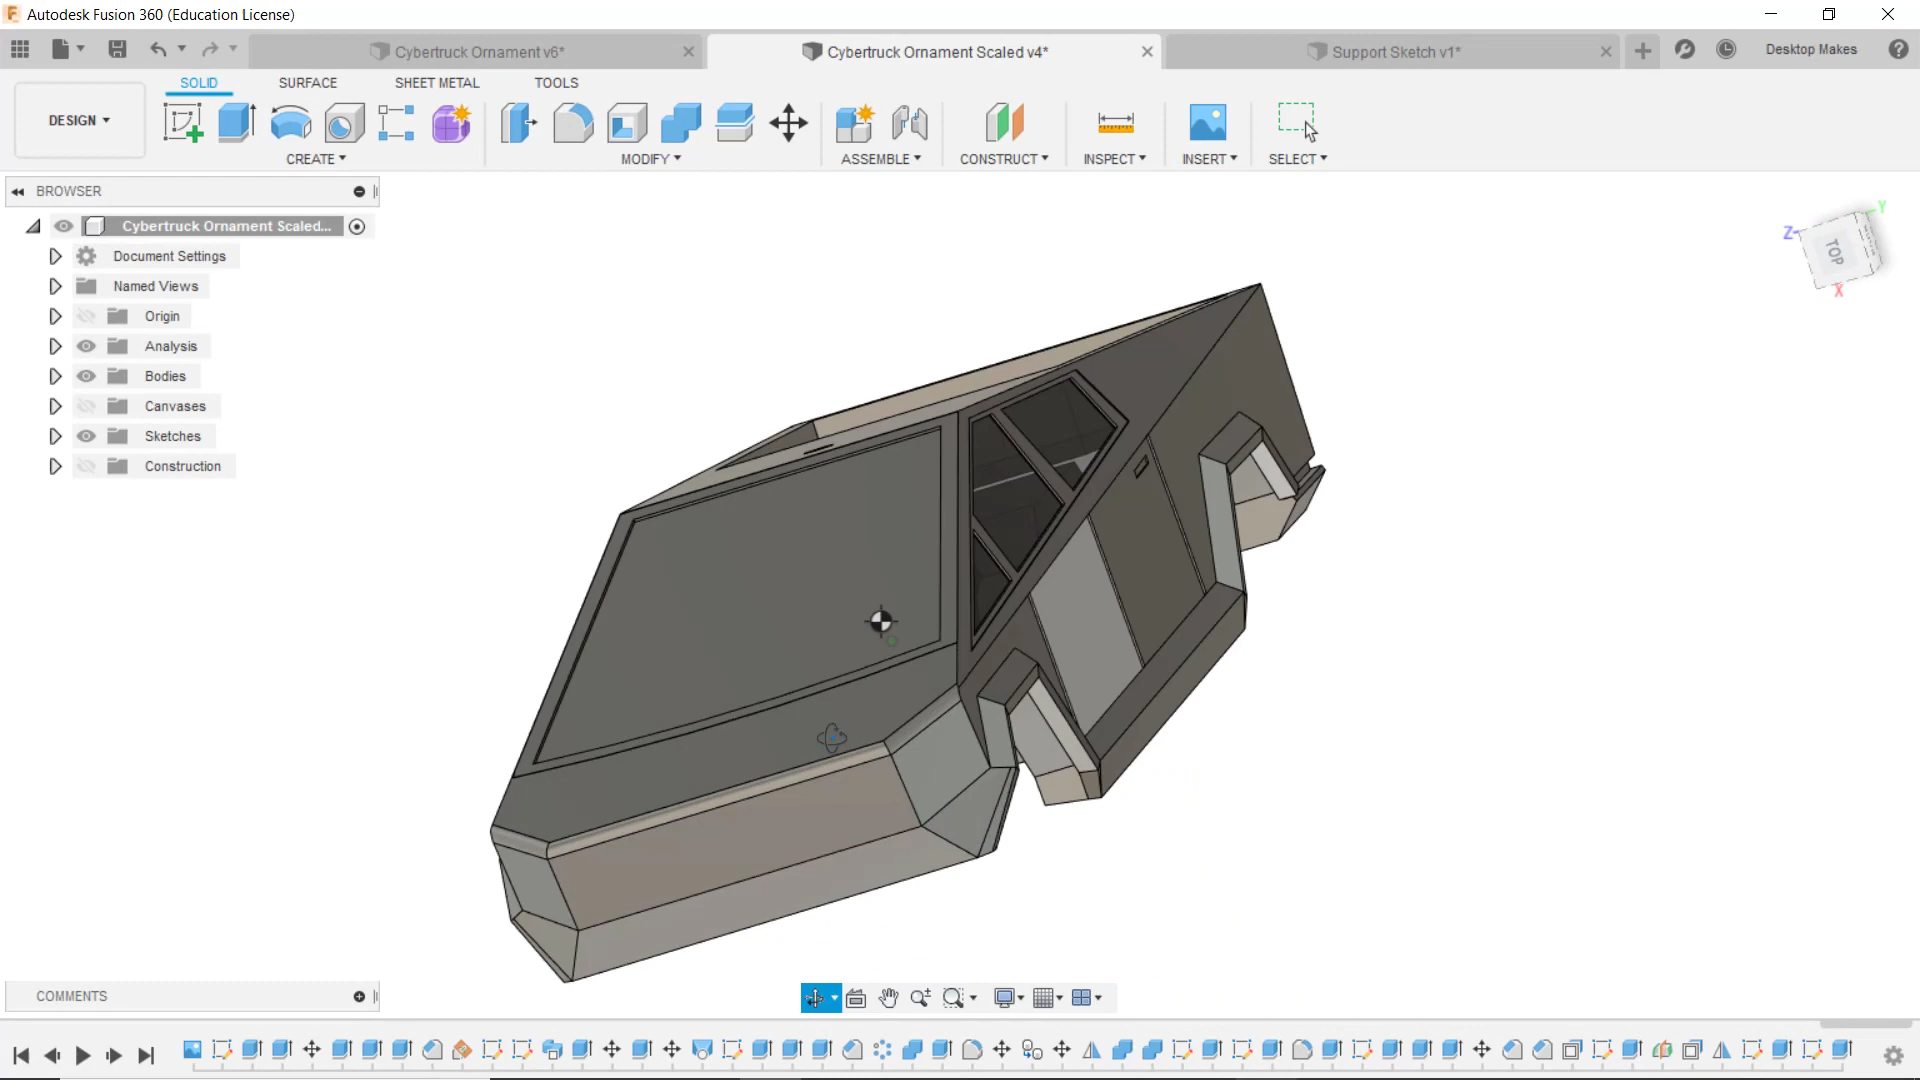 Autodesk Fusion 360 (Education License)
Cybertruck Ornament v6*
Cybertruck Ornament Scaled v4*
Support Sketch v1*
Desktop Makes
SOLID
SURFACE
SHEET METAL
TOOLS
DESIGN
CREATE
MODIFY
ASSEMBLE
CONSTRUCT
INSPECT
INSERT
SELECT
BROWSER
Cybertruck Ornament Scaled...
Document Settings
Named Views
Origin
Analysis
Bodies
Canvases
Sketches
Construction
Y
Z
TOP
X
COMMENTS